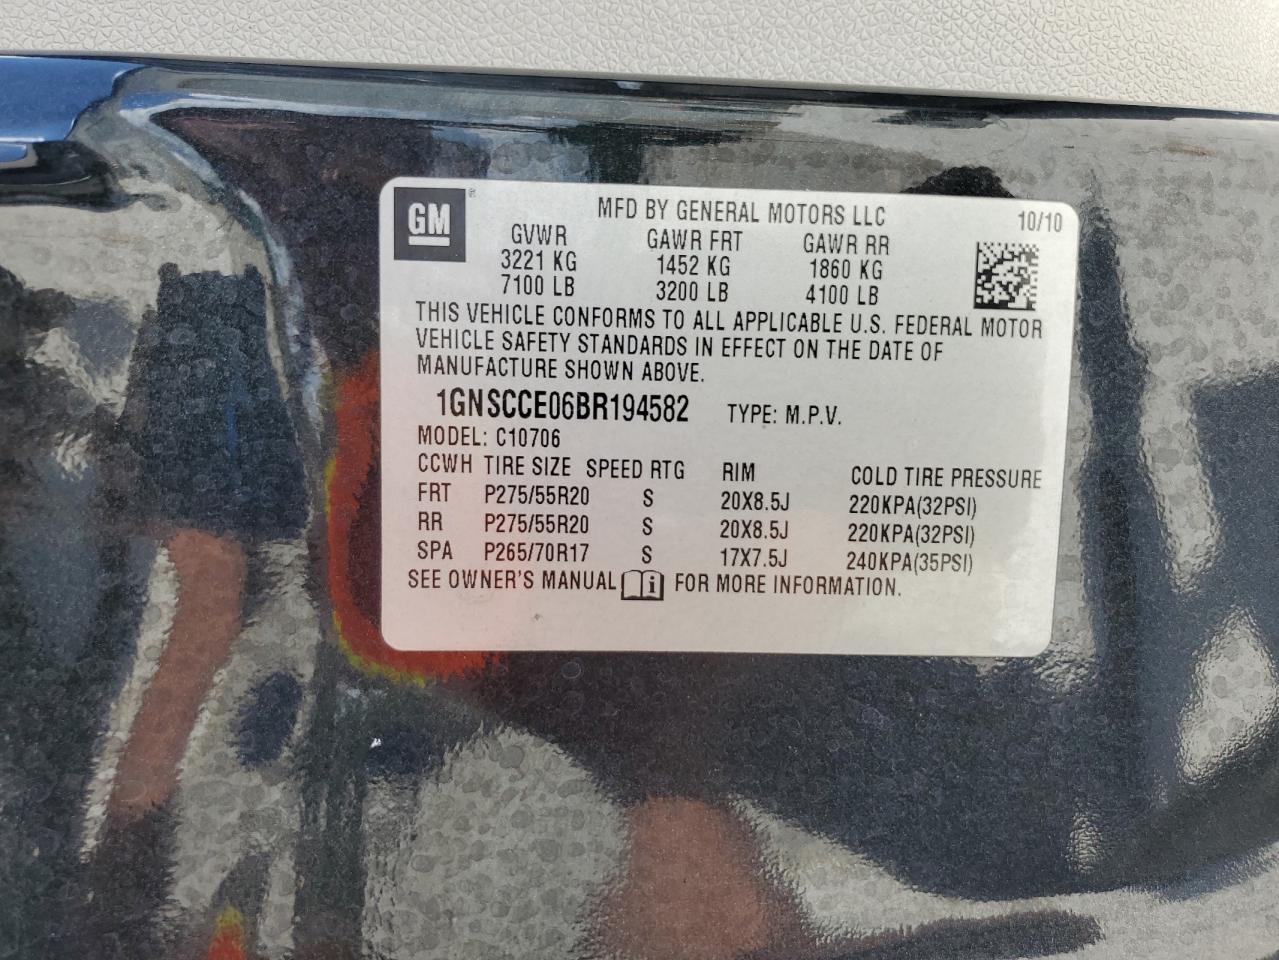 GM ® MFD BY GENERAL MOTORS LLC 10/10
GVWR GAWR FRT GAWR RR
3221 KG 1452 KG 1860 KG
7100 LB 3200 LB 4100 LB
THIS VEHICLE CONFORMS TO ALL APPLICABLE U.S. FEDERAL MOTOR
VEHICLE SAFETY STANDARDS IN EFFECT ON THE DATE OF
MANUFACTURE SHOWN ABOVE.
1GNSCCE06BR194582 TYPE: M.P.V.
MODEL: C10706
CCWH TIRE SIZE SPEED RTG RIM COLD TIRE PRESSURE
FRT P275/55R20 S 20X8.5J 220KPA(32PSI)
RR P275/55R20 S 20X8.5J 220KPA(32PSI)
SPA P265/70R17 S 17X7.5J 240KPA(35PSI)
SEE OWNER'S MANUAL i FOR MORE INFORMATION.